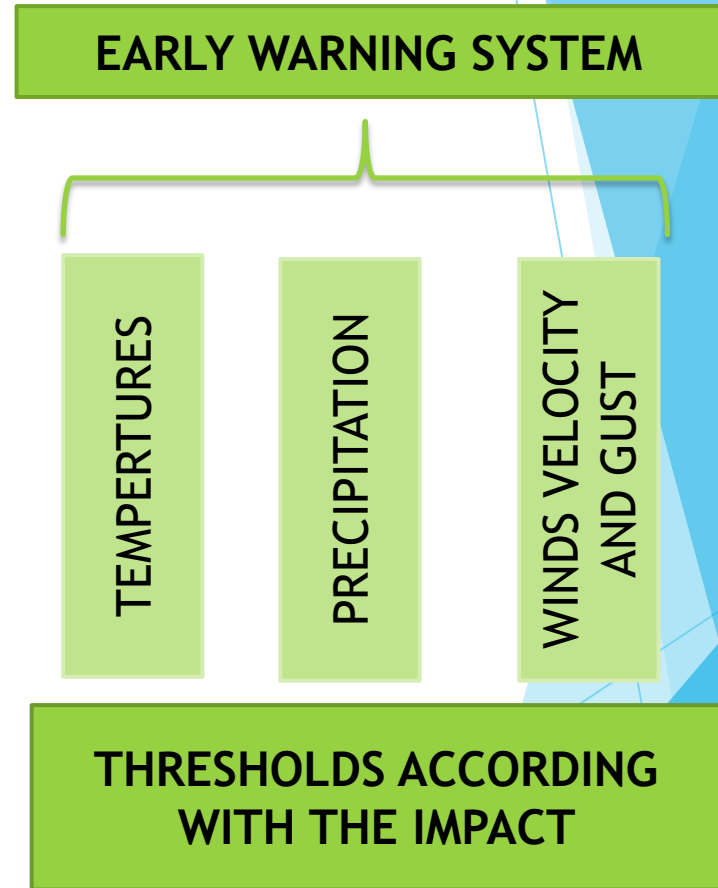 EARLY WARNING SYSTEM
TEMPERTURES
PRECIPITATION
WINDS VELOCITY
AND GUST
THRESHOLDS ACCORDING
WITH THE IMPACT